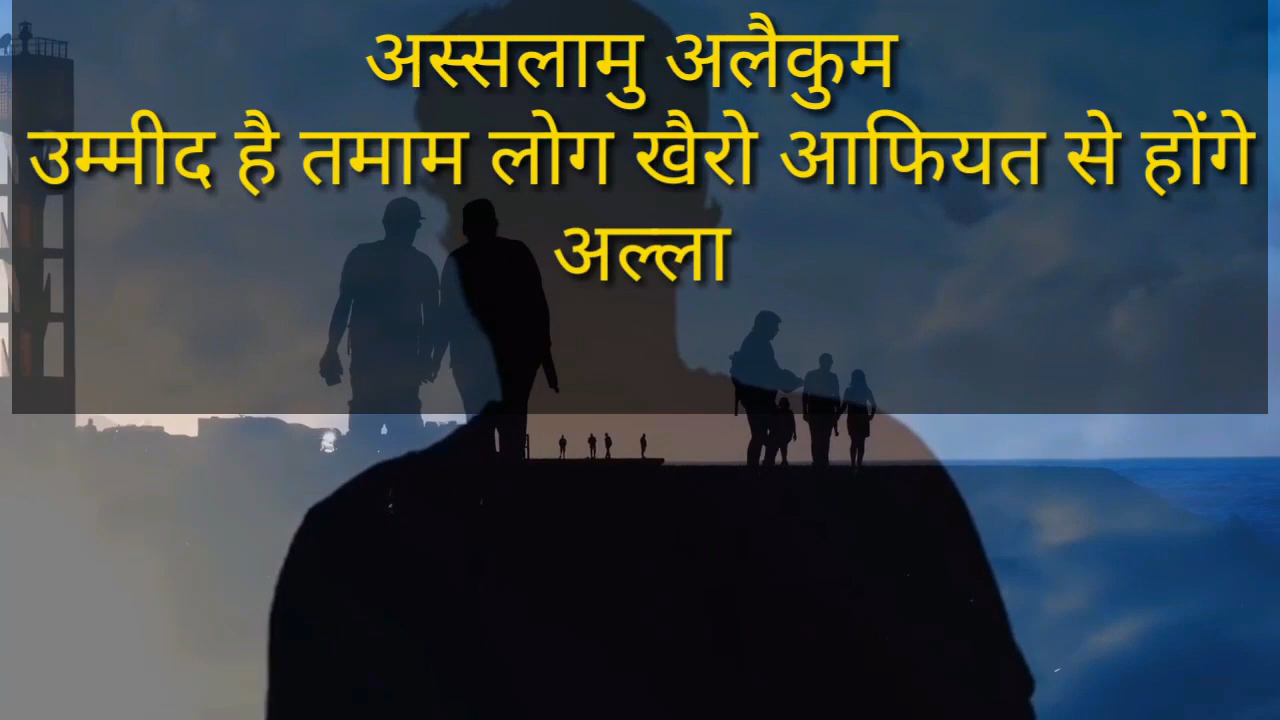 अस्सलामु अलैकुम
उम्मीद है तमाम लोग खैरो आफियत से होंगे
अल्ला